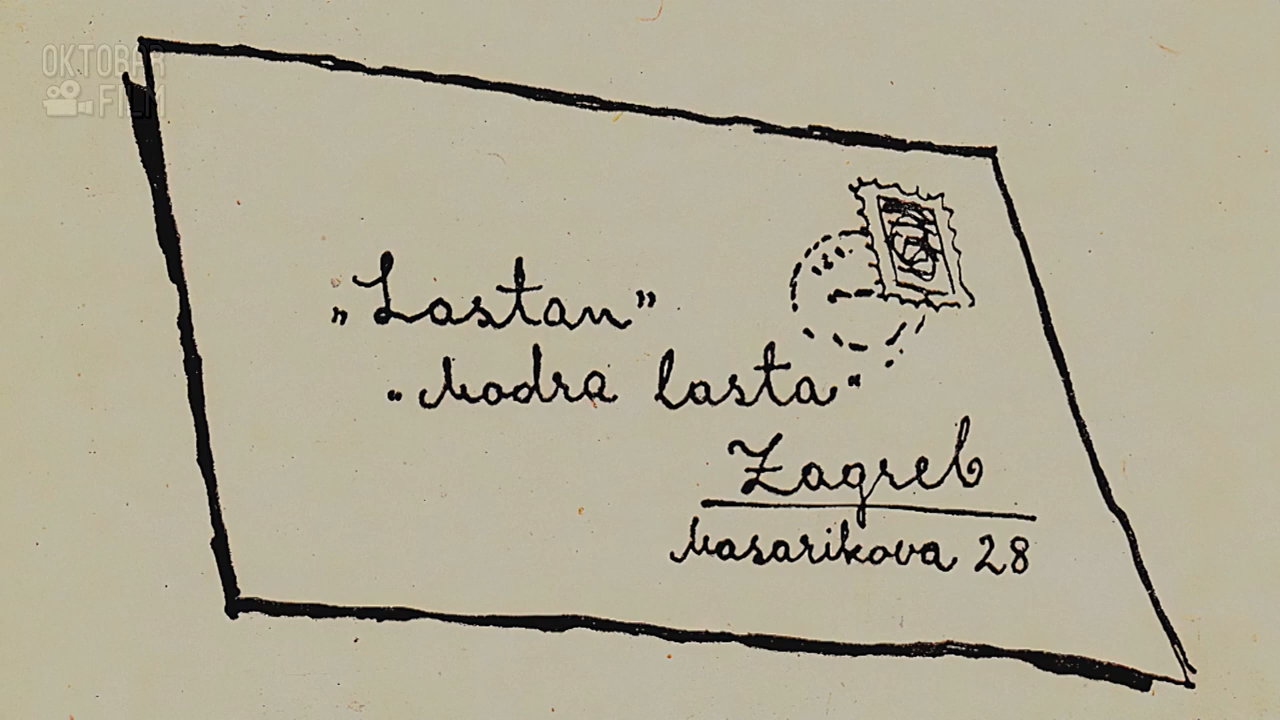 OKTOBAR
FILM
„Lastan”
"Modra lasta"
Zagreb
Masarikova 28